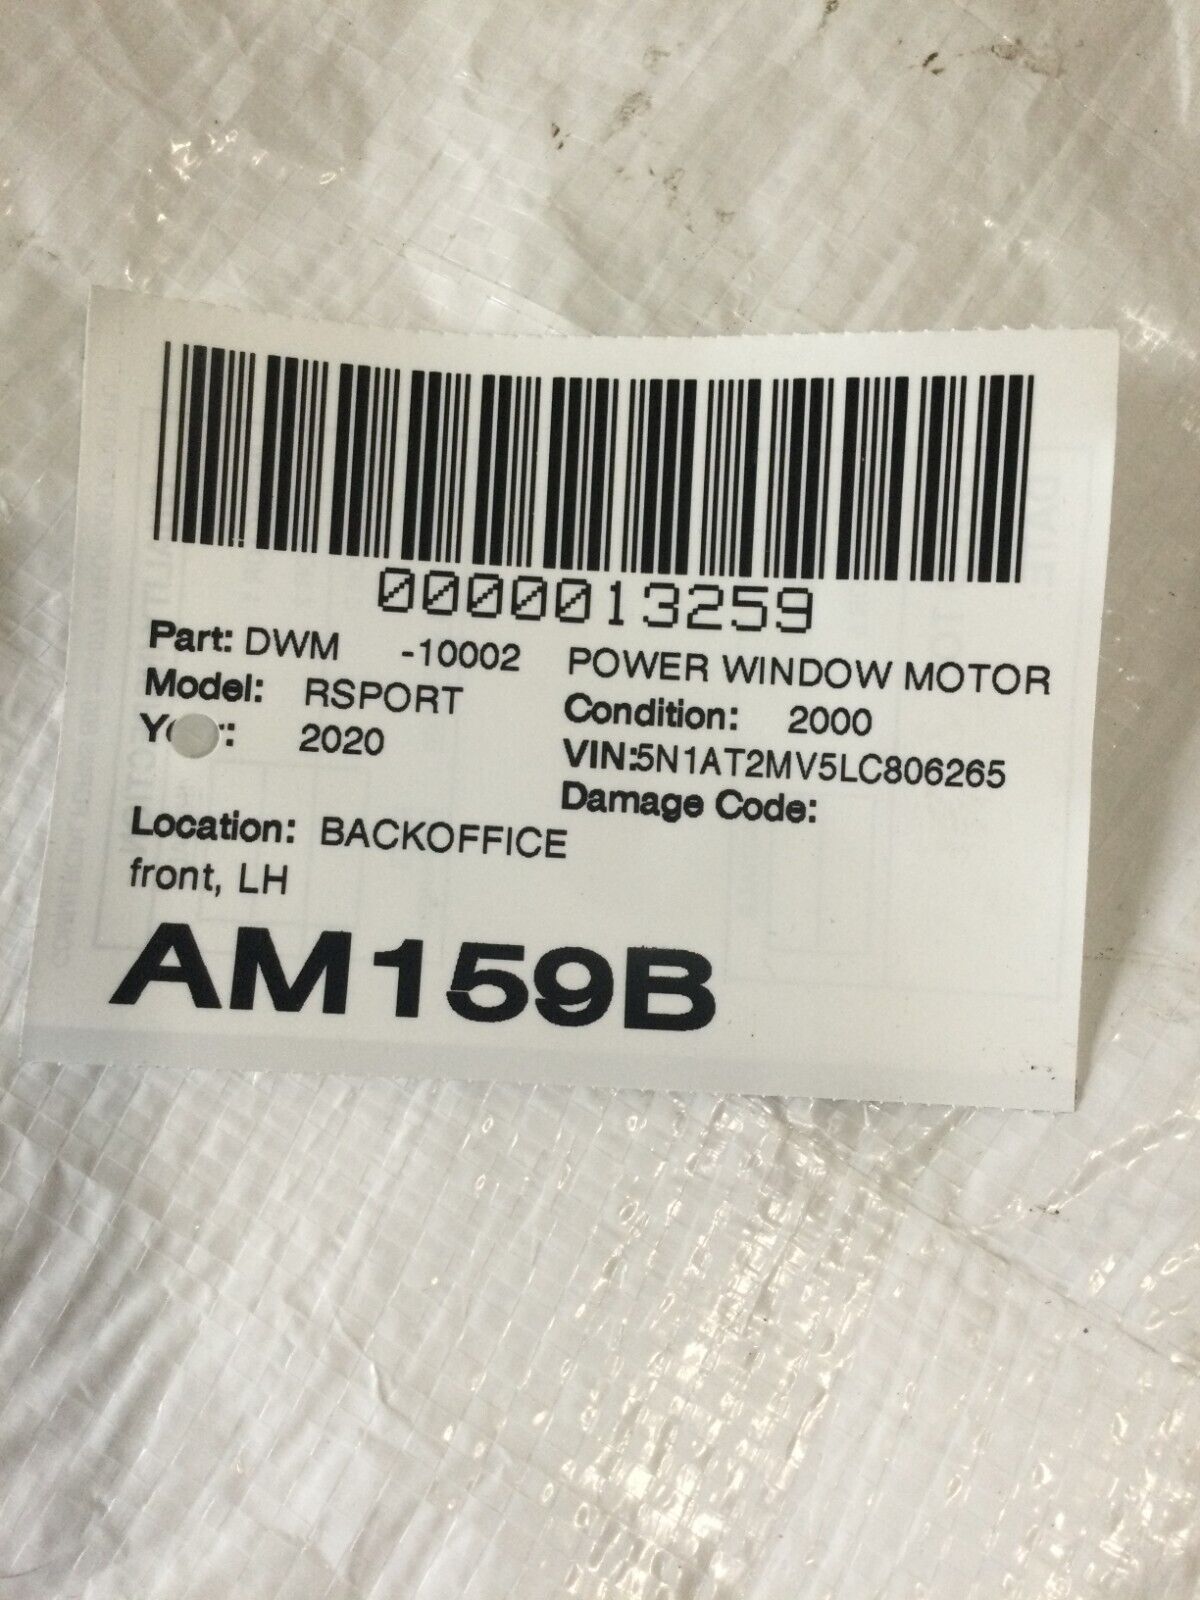 0000013259
Part: DWM -10002 POWER WINDOW MOTOR
Model: RSPORT Condition: 2000
2020 VIN:5N1AT2MV5LC806265
Damage Code:
Location: BACKOFFICE
front, LH
AM159B